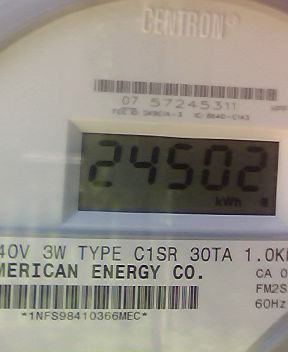 CENTRON®
07 57245311
24502
kWh
40V 3W TYPE C1SR 30TA 1.0K
MERICAN ENERGY CO.
CA 0
FM2S
60Hz
*1NFS98410366MEC*